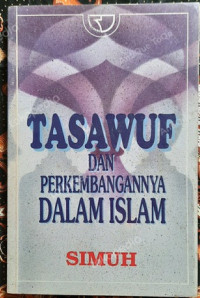 TASAWUF
DAN
PERKEMBANGANNYA
DALAM ISLAM
SIMUH